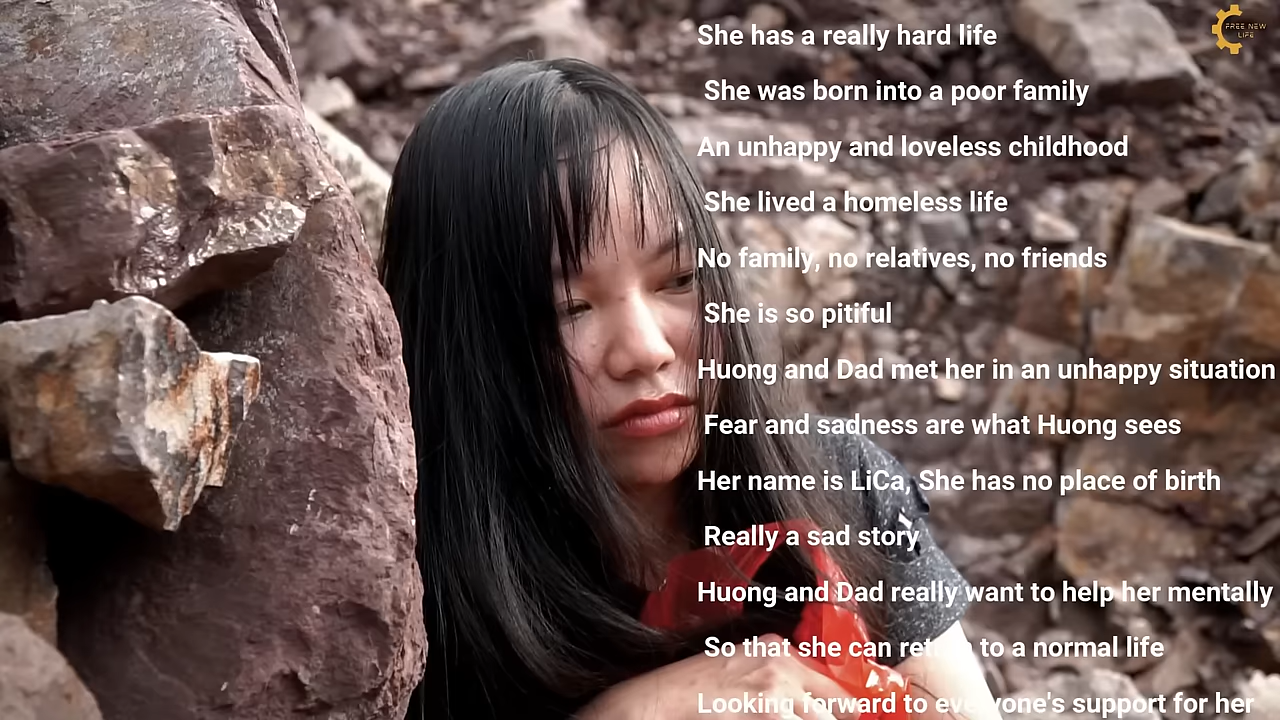 FREE NEW
LIFE
She has a really hard life
She was born into a poor family
An unhappy and loveless childhood
She lived a homeless life
No family, no relatives, no friends
She is so pitiful
Huong and Dad met her in an unhappy situation
Fear and sadness are what Huong sees
Her name is LiCa, She has no place of birth
Really a sad story
Huong and Dad really want to help her mentally
So that she can return to a normal life
Looking forward to everyone's support for her